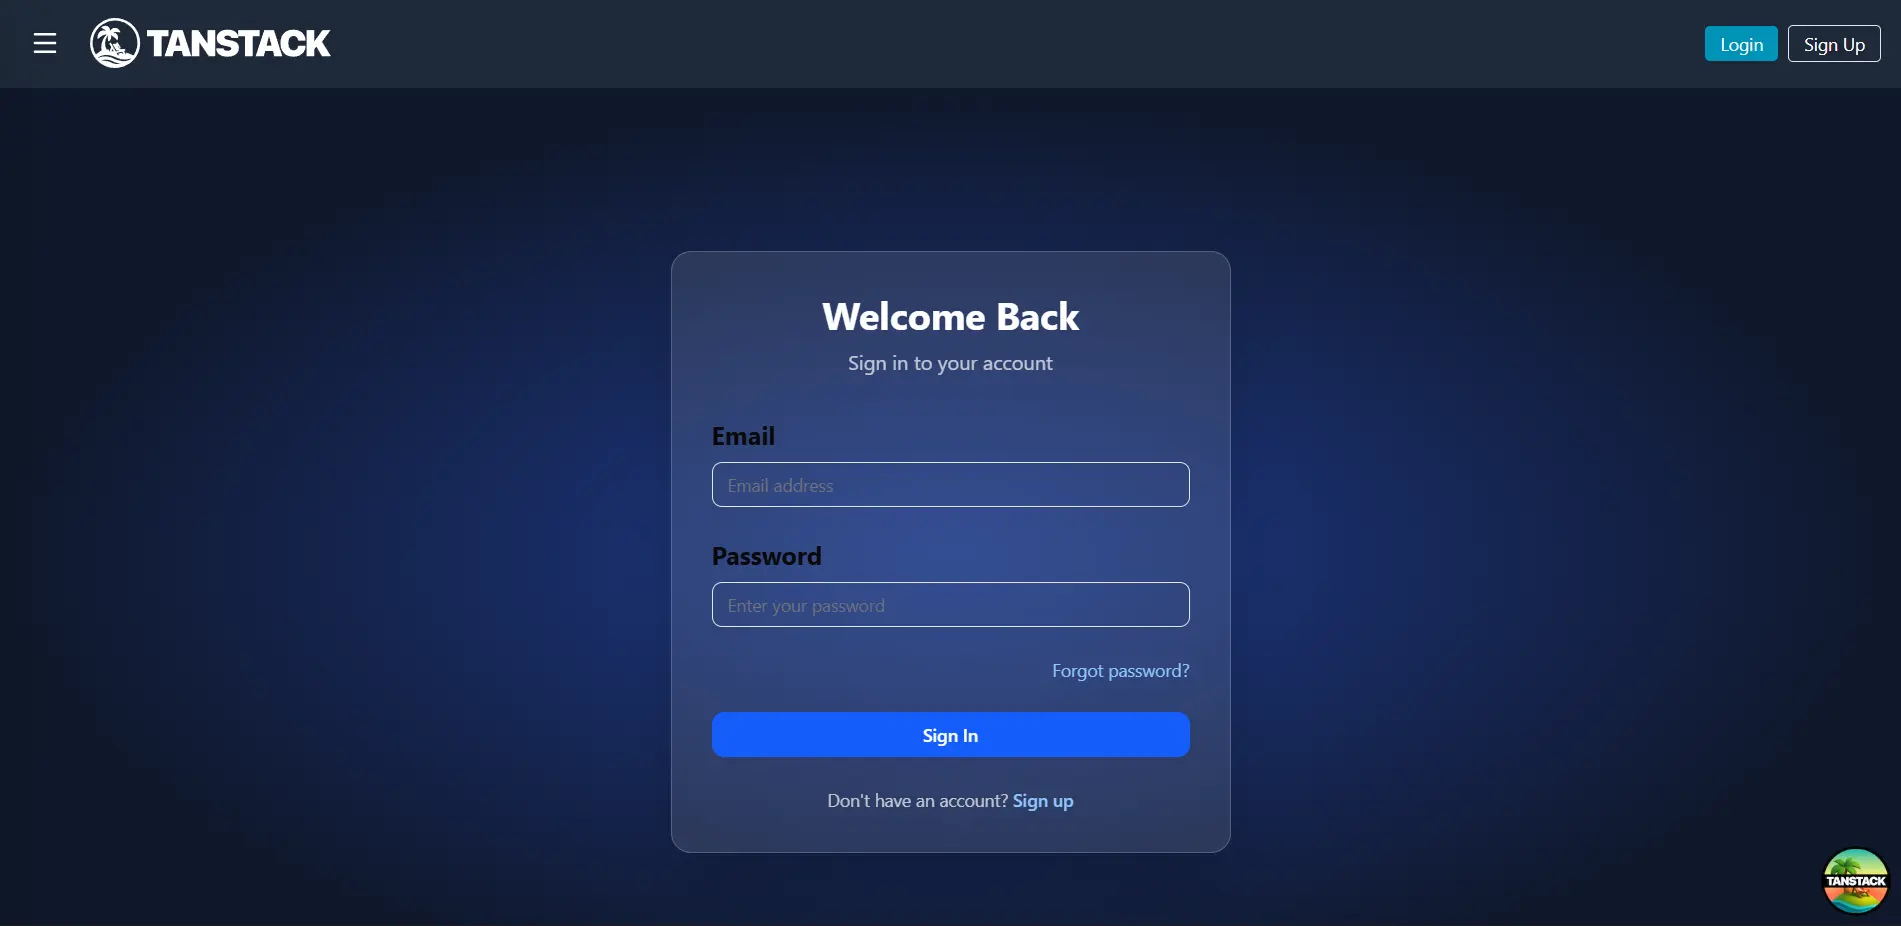 TANSTACK
Login
Sign Up
Welcome Back
Sign in to your account
Email
Email address
Password
Enter your password
Forgot password?
Sign In
Don't have an account? Sign up
TANSTACK